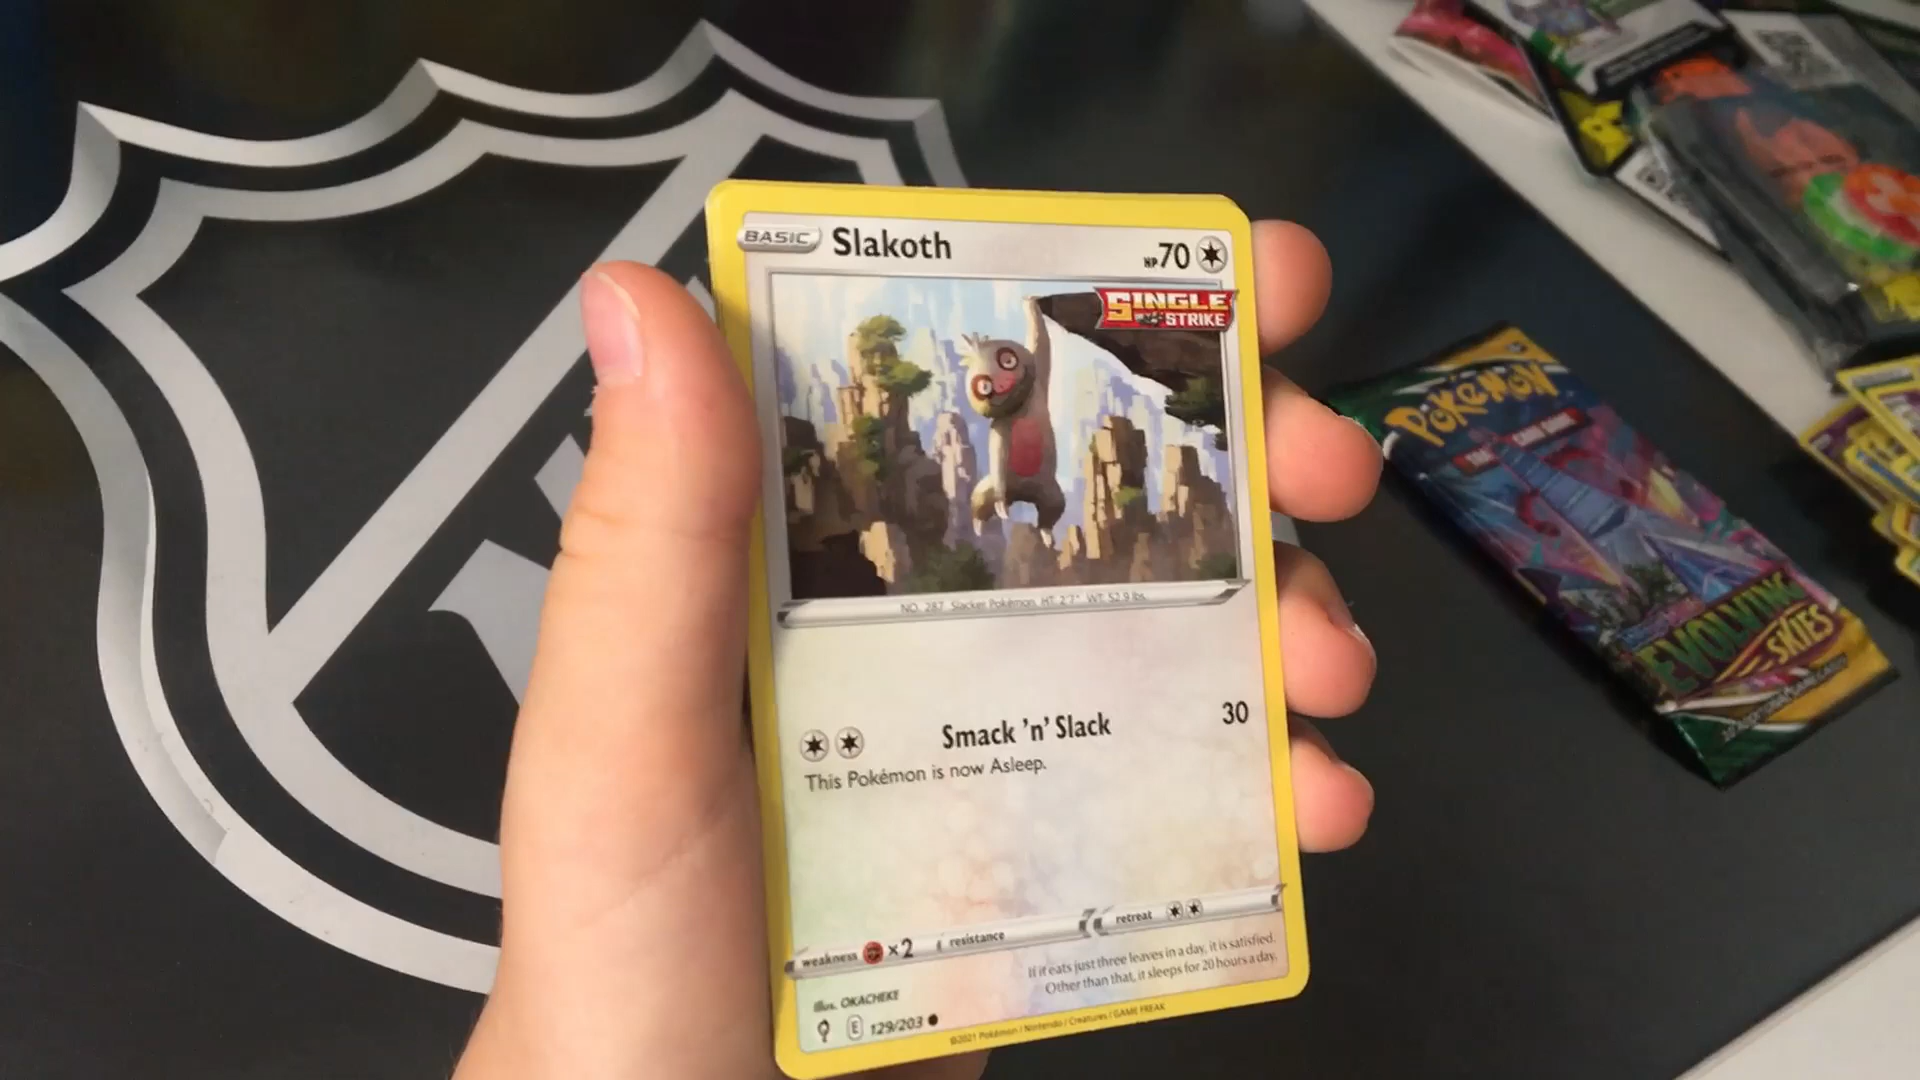 BASIC Slakoth HP 70
SINGLE
STRIKE
NO. 287 Slacker Pokémon HT: 2'7" WT: 52.9 lbs.
Smack 'n' Slack 30
This Pokémon is now Asleep.
weakness ×2 resistance retreat
If it eats just three leaves in a day, it is satisfied.
Other than that, it sleeps for 20 hours a day.
Illus. OKACHEKE
E 129/203
©2021 Pokémon / Nintendo / Creatures / GAME FREAK
POKéMON
EVOLVING
SKIES